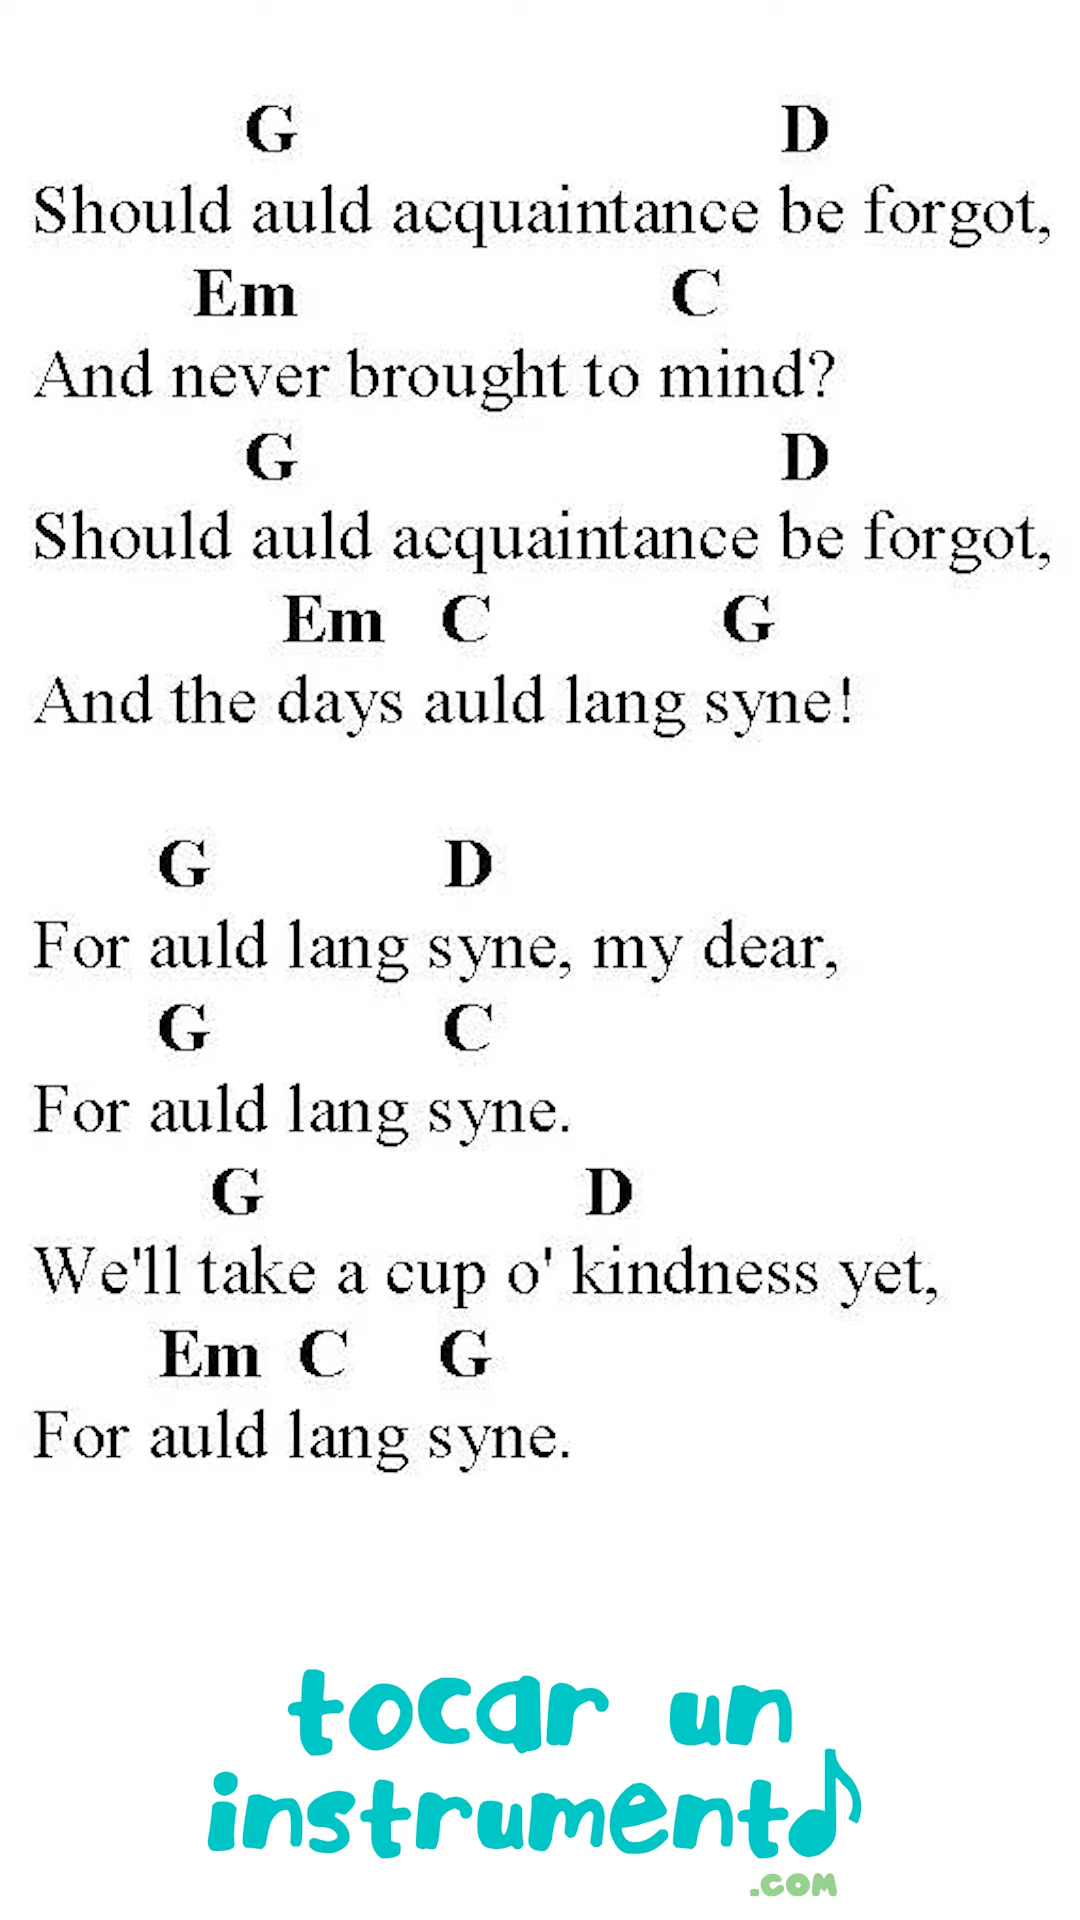 G D
Should auld acquaintance be forgot,
Em C
And never brought to mind?
G D
Should auld acquaintance be forgot,
Em C G
And the days auld lang syne!
G D
For auld lang syne, my dear,
G C
For auld lang syne.
G D
We'll take a cup o' kindness yet,
Em C G
For auld lang syne.
tocar un
instrument♪
.COM